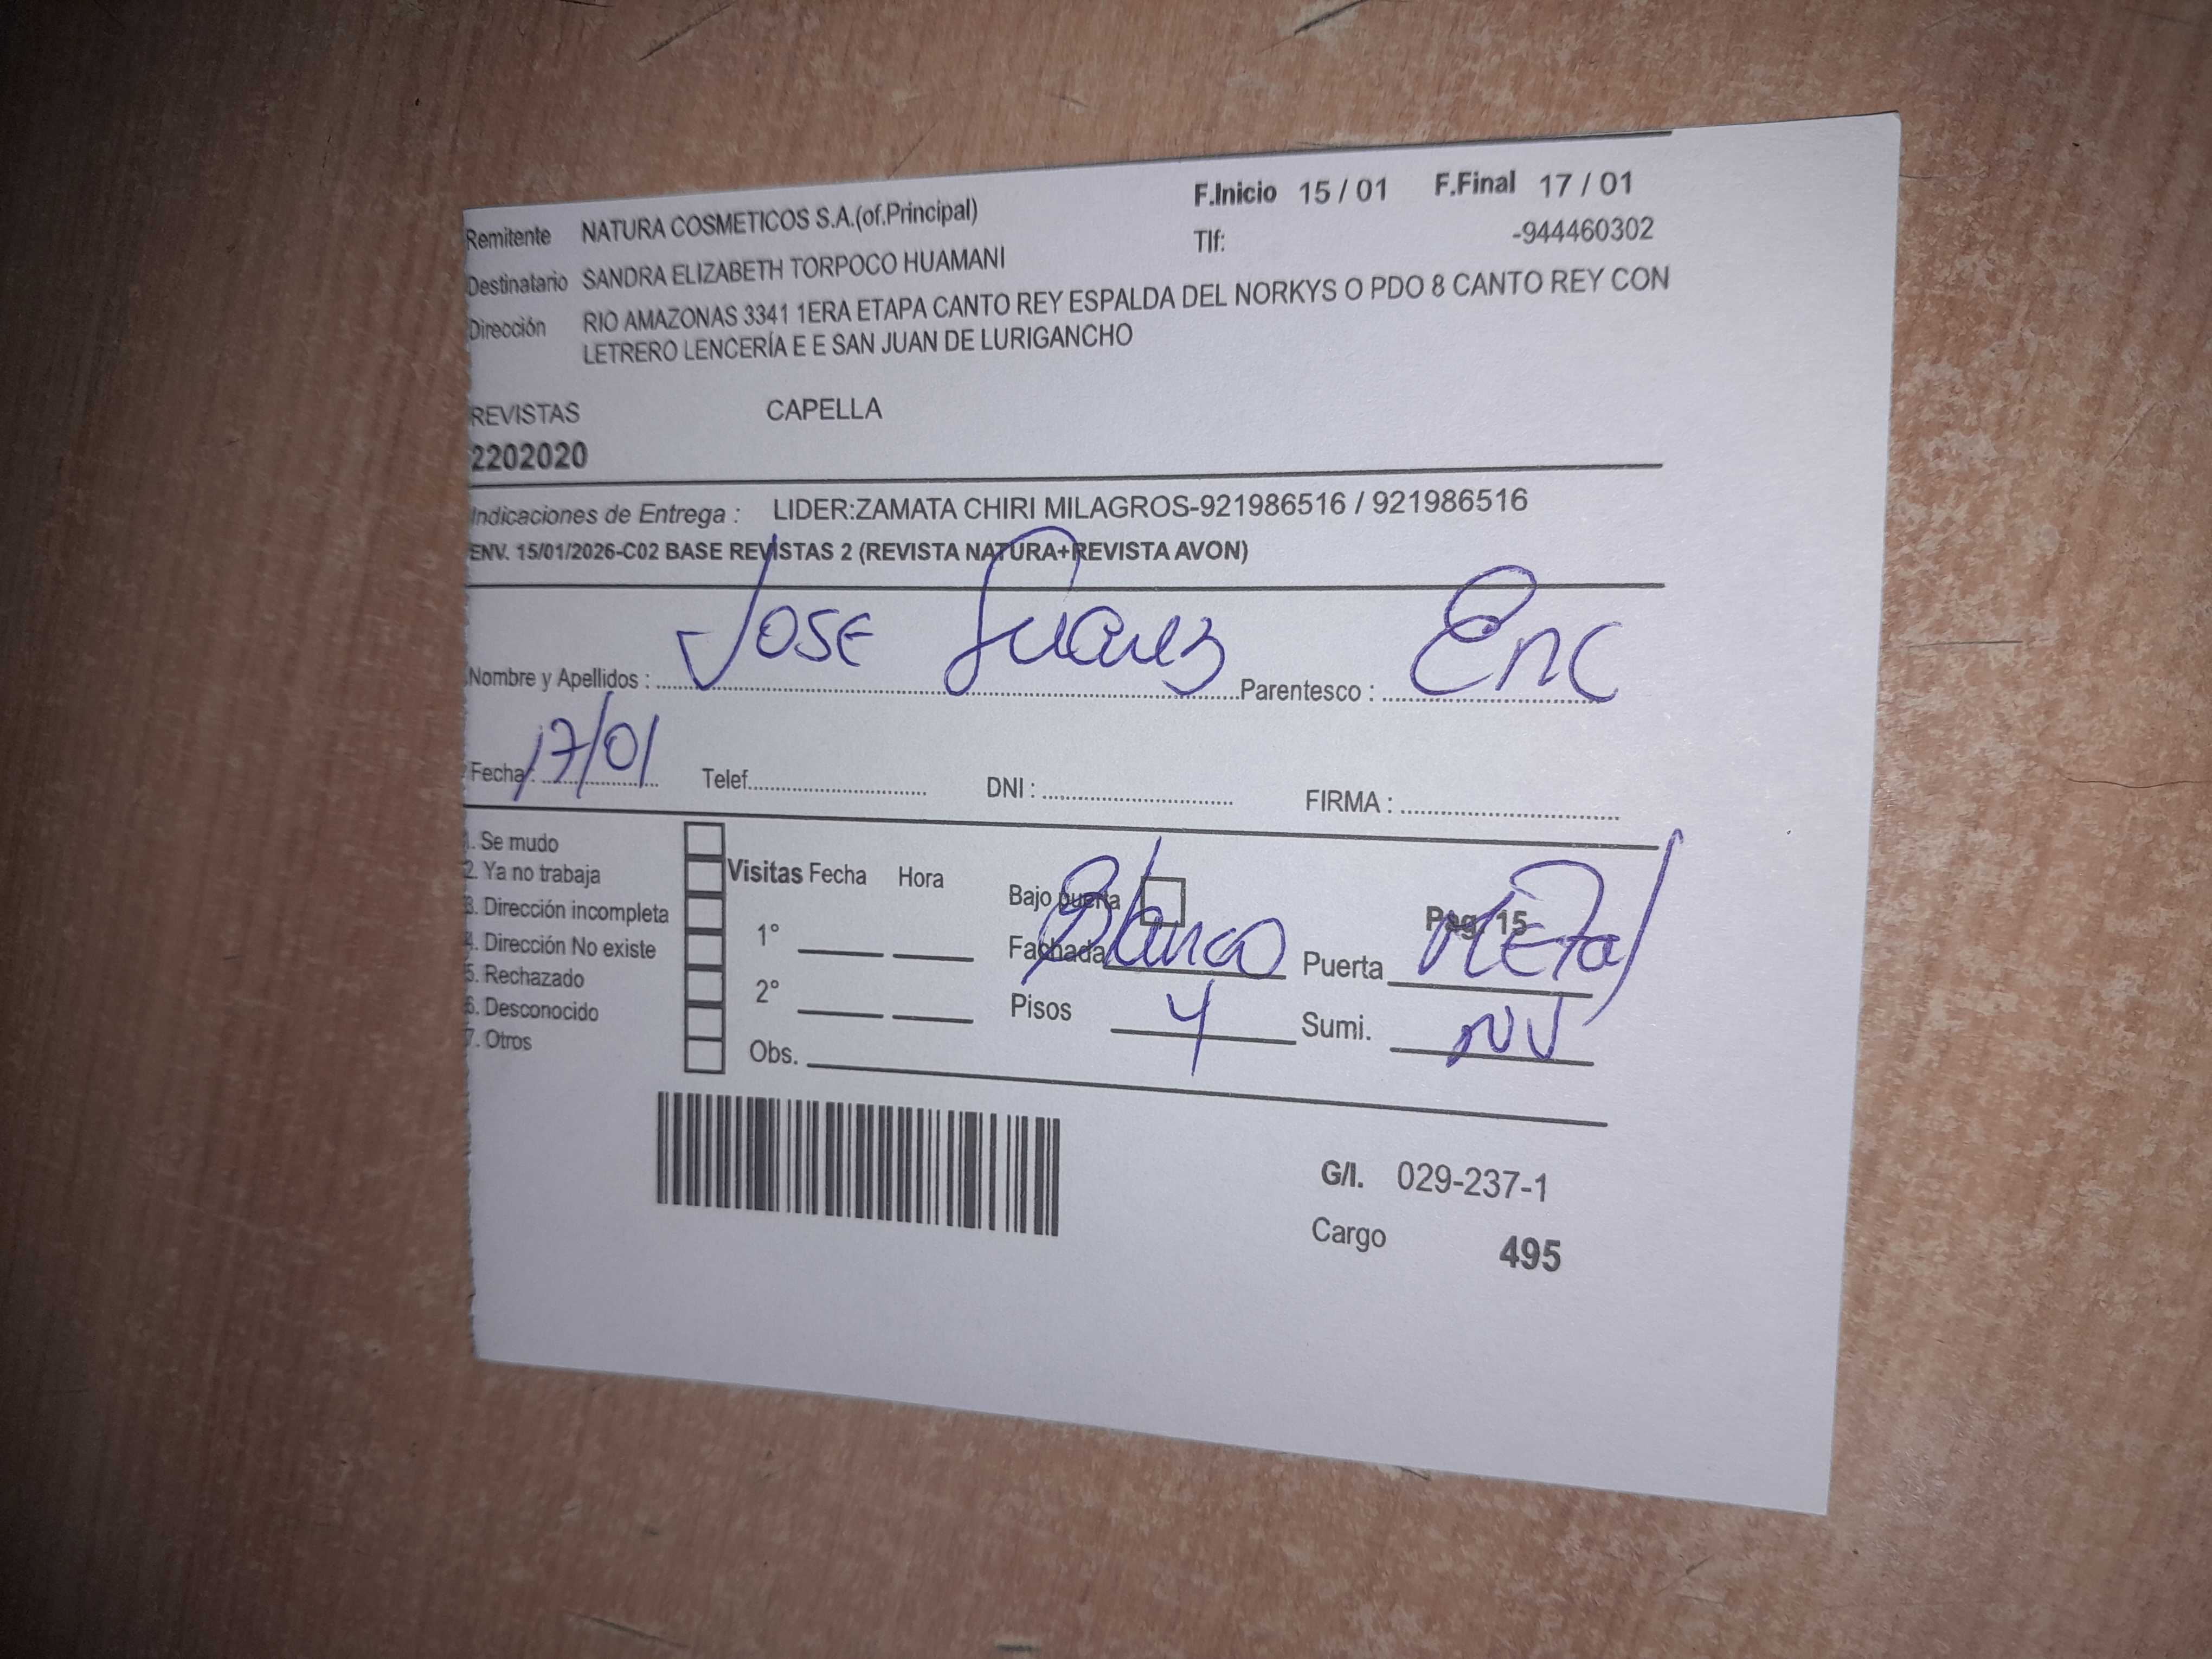 Remitente NATURA COSMETICOS S.A.(of.Principal) F.Inicio 15 / 01 F.Final 17 / 01
Tlf: -944460302
Destinatario SANDRA ELIZABETH TORPOCO HUAMANI
Dirección RIO AMAZONAS 3341 1ERA ETAPA CANTO REY ESPALDA DEL NORKYS O PDO 8 CANTO REY CON
LETRERO LENCERÍA E E SAN JUAN DE LURIGANCHO
REVISTAS CAPELLA
2202020
Indicaciones de Entrega : LIDER:ZAMATA CHIRI MILAGROS-921986516 / 921986516
ENV. 15/01/2026-C02 BASE REVISTAS 2 (REVISTA NATURA+REVISTA AVON)
Nombre y Apellidos : JOSE Suarez Parentesco : Enc
Fecha : 17/01 Telef. DNI : FIRMA :
1. Se mudo
2. Ya no trabaja
3. Dirección incompleta
4. Dirección No existe
5. Rechazado
6. Desconocido
7. Otros
Visitas Fecha Hora
1°
2°
Obs.
Bajo puerta Pag. 15
Fachada Blanco Puerta METal
Pisos 4 Sumi. NV
G/I. 029-237-1
Cargo 495